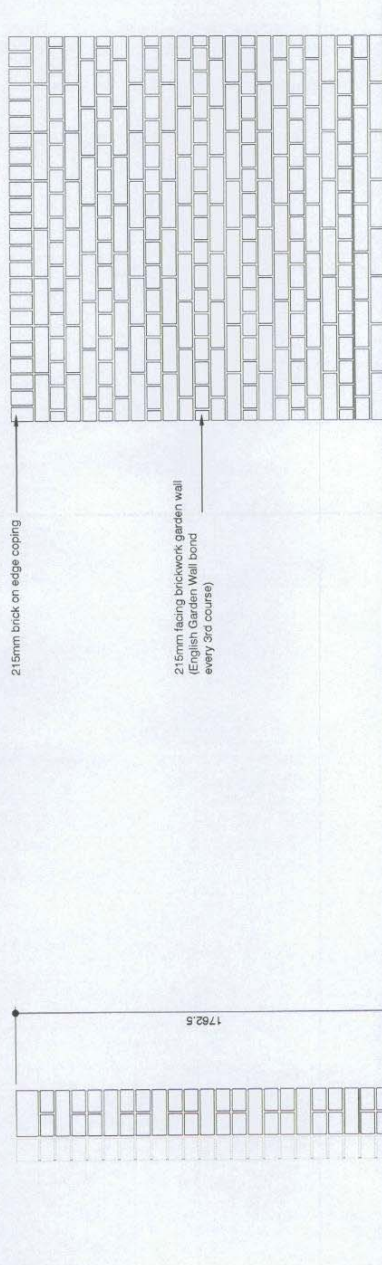 215mm brick on edge coping
215mm facing brickwork garden wall
(English Garden Wall bond
every 3rd course)
1762.5